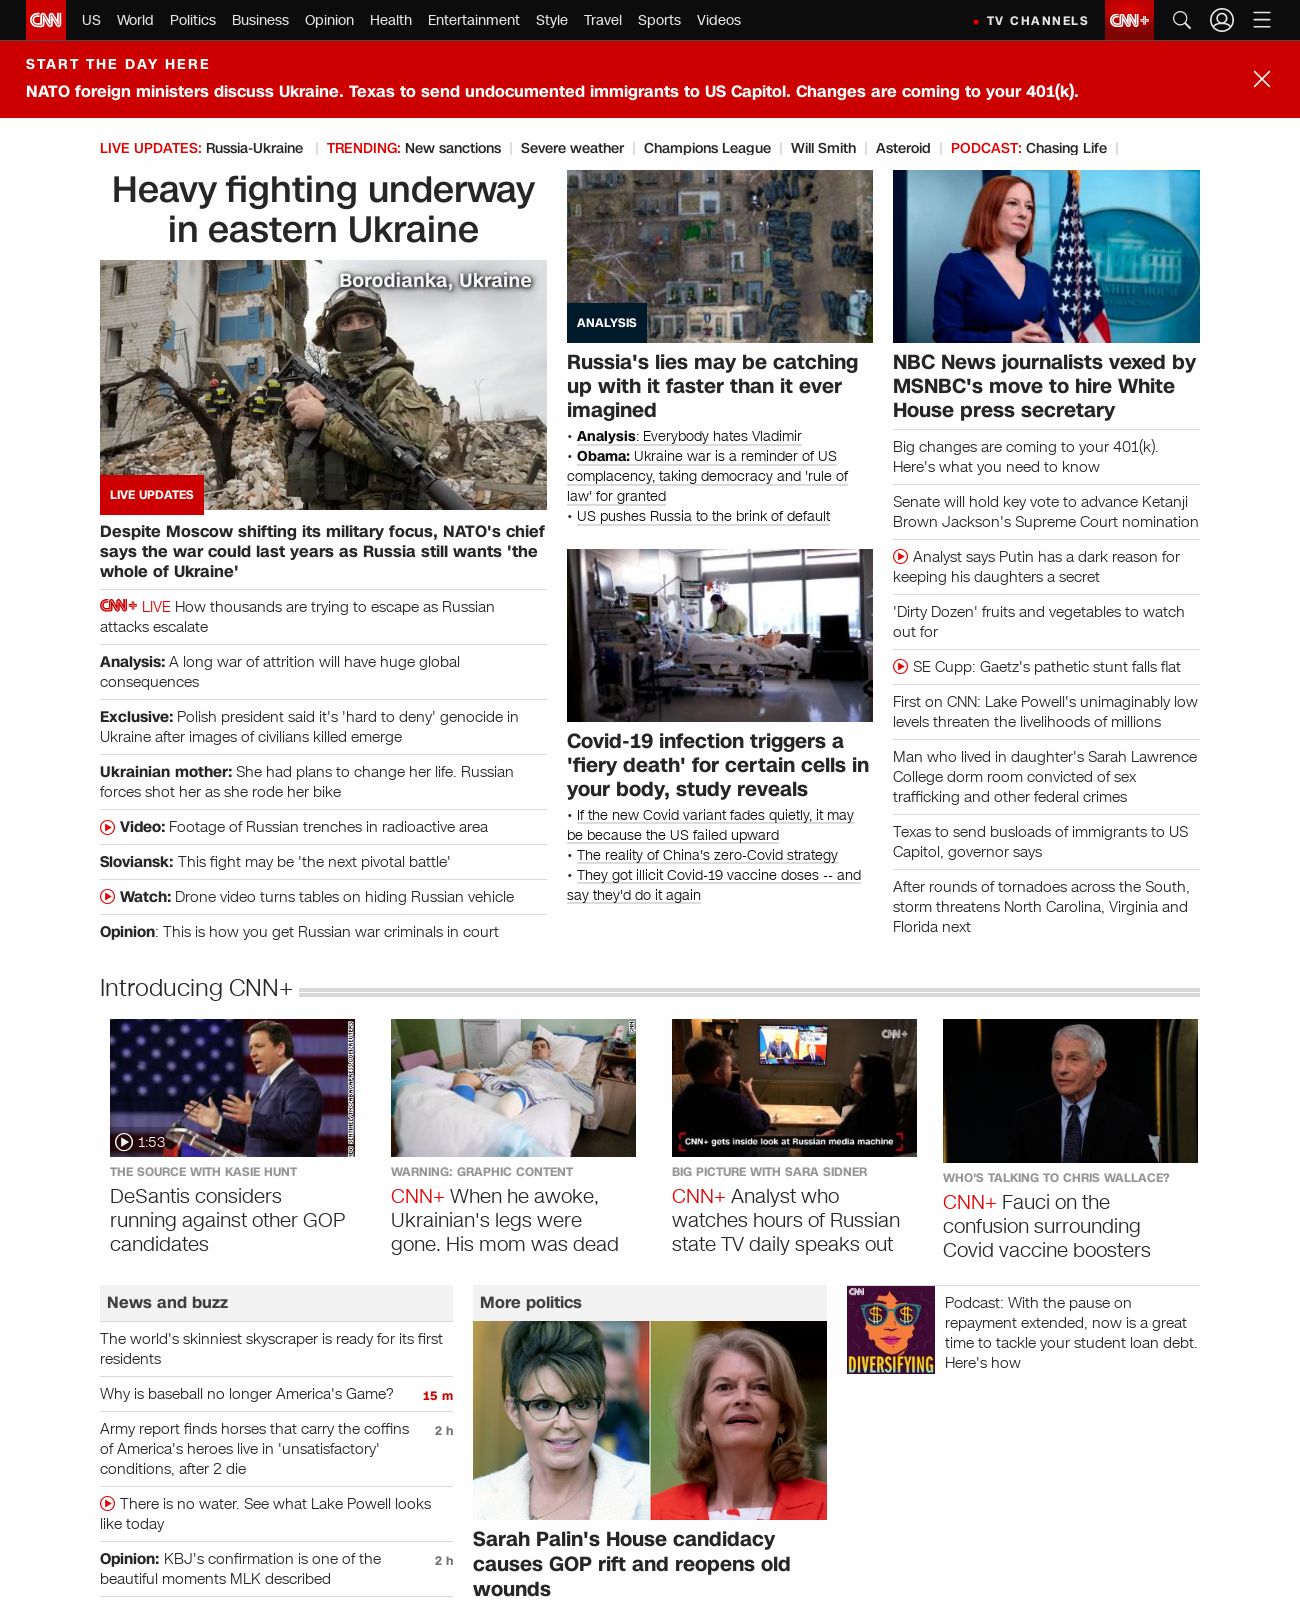 CNN US World Politics Business Opinion Health Entertainment Style Travel Sports Videos TV CHANNELS CNN+
START THE DAY HERE
NATO foreign ministers discuss Ukraine. Texas to send undocumented immigrants to US Capitol. Changes are coming to your 401(k).
LIVE UPDATES: Russia-Ukraine TRENDING: New sanctions Severe weather Champions League Will Smith Asteroid PODCAST: Chasing Life
Heavy fighting underway
in eastern Ukraine
Borodianka, Ukraine
LIVE UPDATES
Despite Moscow shifting its military focus, NATO's chief
says the war could last years as Russia still wants 'the
whole of Ukraine'
CNN+ LIVE How thousands are trying to escape as Russian
attacks escalate
Analysis: A long war of attrition will have huge global
consequences
Exclusive: Polish president said it's 'hard to deny' genocide in
Ukraine after images of civilians killed emerge
Ukrainian mother: She had plans to change her life. Russian
forces shot her as she rode her bike
Video: Footage of Russian trenches in radioactive area
Sloviansk: This fight may be 'the next pivotal battle'
Watch: Drone video turns tables on hiding Russian vehicle
Opinion: This is how you get Russian war criminals in court
ANALYSIS
Russia's lies may be catching
up with it faster than it ever
imagined
• Analysis: Everybody hates Vladimir
• Obama: Ukraine war is a reminder of US
complacency, taking democracy and 'rule of
law' for granted
• US pushes Russia to the brink of default
Covid-19 infection triggers a
'fiery death' for certain cells in
your body, study reveals
• If the new Covid variant fades quietly, it may
be because the US failed upward
• The reality of China's zero-Covid strategy
• They got illicit Covid-19 vaccine doses -- and
say they'd do it again
WHITE HOUSE
NBC News journalists vexed by
MSNBC's move to hire White
House press secretary
Big changes are coming to your 401(k).
Here's what you need to know
Senate will hold key vote to advance Ketanji
Brown Jackson's Supreme Court nomination
Analyst says Putin has a dark reason for
keeping his daughters a secret
'Dirty Dozen' fruits and vegetables to watch
out for
SE Cupp: Gaetz's pathetic stunt falls flat
First on CNN: Lake Powell's unimaginably low
levels threaten the livelihoods of millions
Man who lived in daughter's Sarah Lawrence
College dorm room convicted of sex
trafficking and other federal crimes
Texas to send busloads of immigrants to US
Capitol, governor says
After rounds of tornadoes across the South,
storm threatens North Carolina, Virginia and
Florida next
Introducing CNN+
1:53
THE SOURCE WITH KASIE HUNT
DeSantis considers
running against other GOP
candidates
CNN
WARNING: GRAPHIC CONTENT
CNN+ When he awoke,
Ukrainian's legs were
gone. His mom was dead
CNN+
CNN+ gets inside look at Russian media machine
BIG PICTURE WITH SARA SIDNER
CNN+ Analyst who
watches hours of Russian
state TV daily speaks out
WHO'S TALKING TO CHRIS WALLACE?
CNN+ Fauci on the
confusion surrounding
Covid vaccine boosters
News and buzz
The world's skinniest skyscraper is ready for its first
residents
Why is baseball no longer America's Game? 15 m
Army report finds horses that carry the coffins 2 h
of America's heroes live in 'unsatisfactory'
conditions, after 2 die
There is no water. See what Lake Powell looks
like today
Opinion: KBJ's confirmation is one of the 2 h
beautiful moments MLK described
More politics
Sarah Palin's House candidacy
causes GOP rift and reopens old
wounds
CNN
DIVERSIFYING
Podcast: With the pause on
repayment extended, now is a great
time to tackle your student loan debt.
Here's how